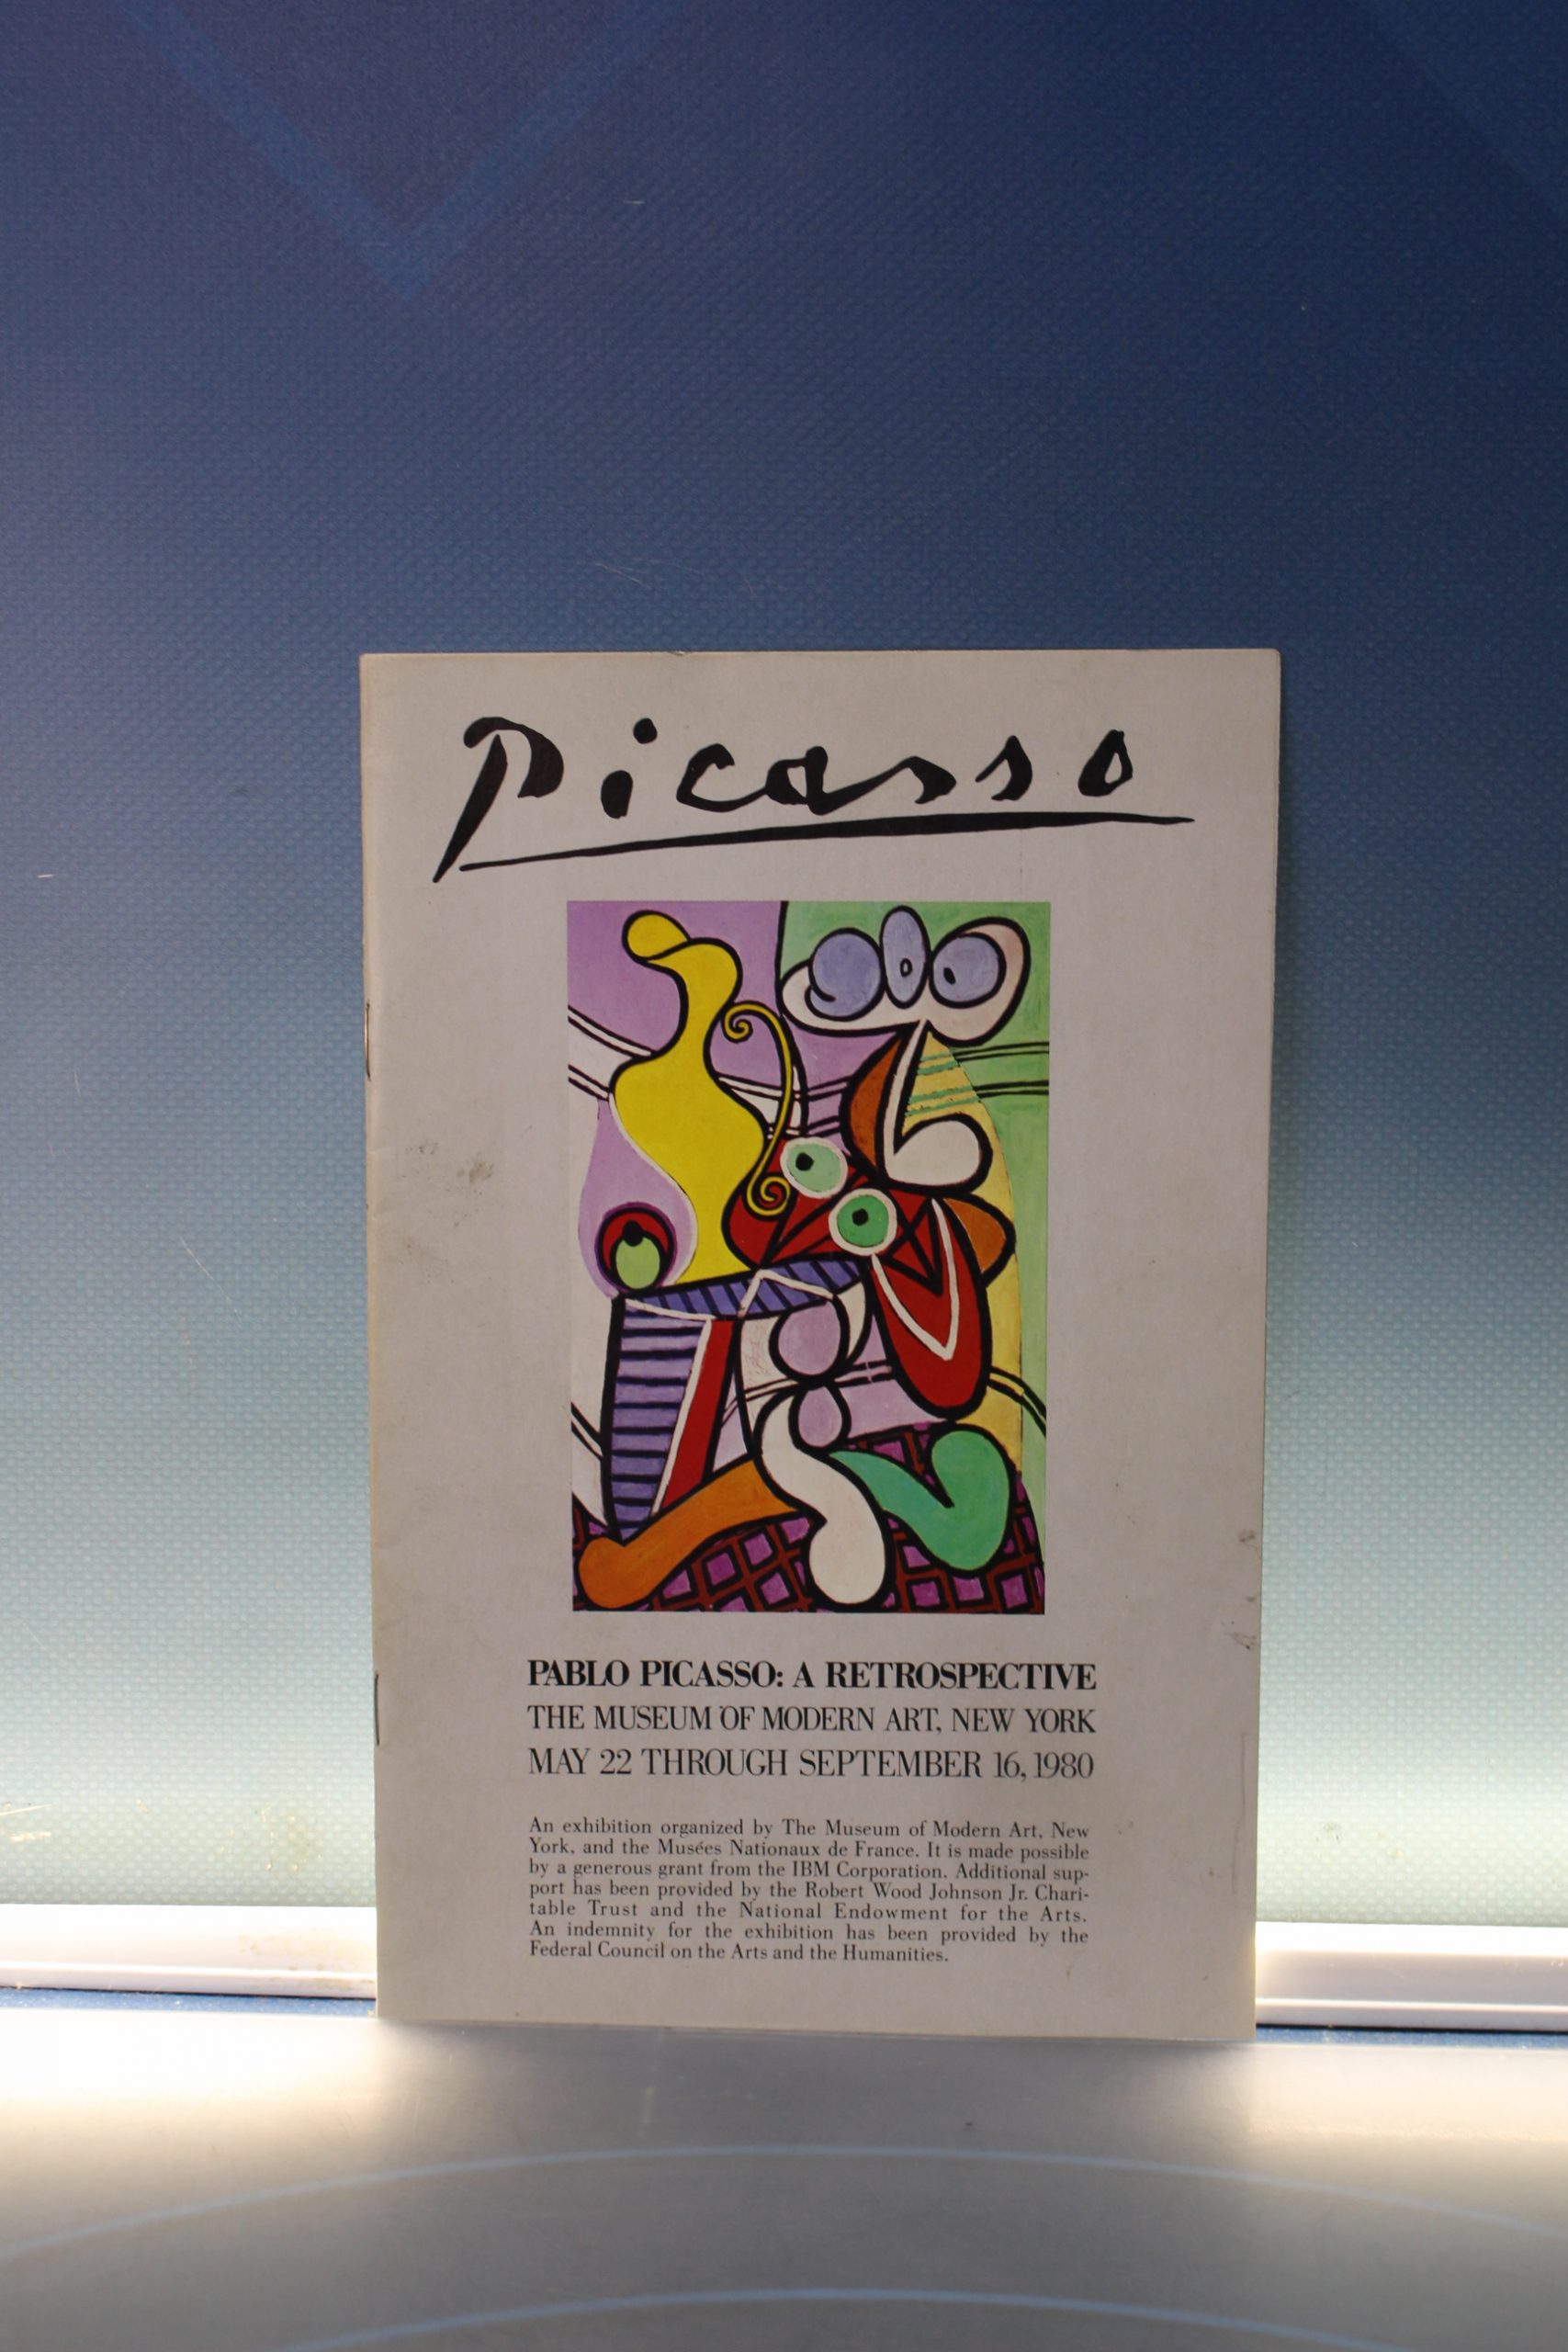 Picasso
PABLO PICASSO: A RETROSPECTIVE
THE MUSEUM OF MODERN ART, NEW YORK
MAY 22 THROUGH SEPTEMBER 16, 1980
An exhibition organized by The Museum of Modern Art, New
York, and the Musées Nationaux de France. It is made possible
by a generous grant from the IBM Corporation. Additional sup-
port has been provided by the Robert Wood Johnson Jr. Chari-
table Trust and the National Endowment for the Arts.
An indemnity for the exhibition has been provided by the
Federal Council on the Arts and the Humanities.